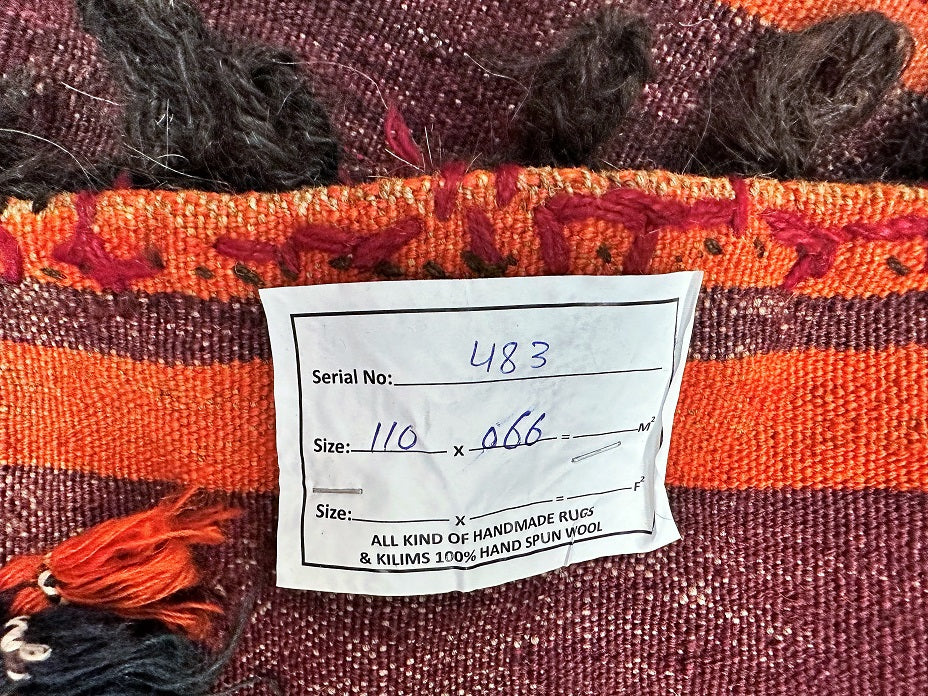 Serial No: 483
Size: 110 x 066 = M²
Size: x = F²
ALL KIND OF HANDMADE RUGS
& KILIMS 100% HAND SPUN WOOL